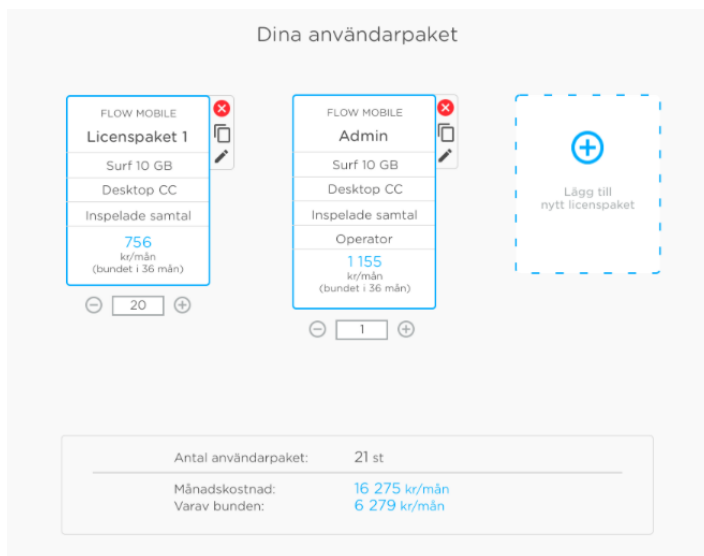 Dina användarpaket
FLOW MOBILE
Licenspaket 1
Surf 10 GB
Desktop CC
Inspelade samtal
756
kr/mån
(bundet i 36 mån)
20
FLOW MOBILE
Admin
Surf 10 GB
Desktop CC
Inspelade samtal
Operator
1 155
kr/mån
(bundet i 36 mån)
1
Lägg till
nytt licenspaket
Antal användarpaket: 21 st
Månadskostnad: 16 275 kr/mån
Varav bunden: 6 279 kr/mån